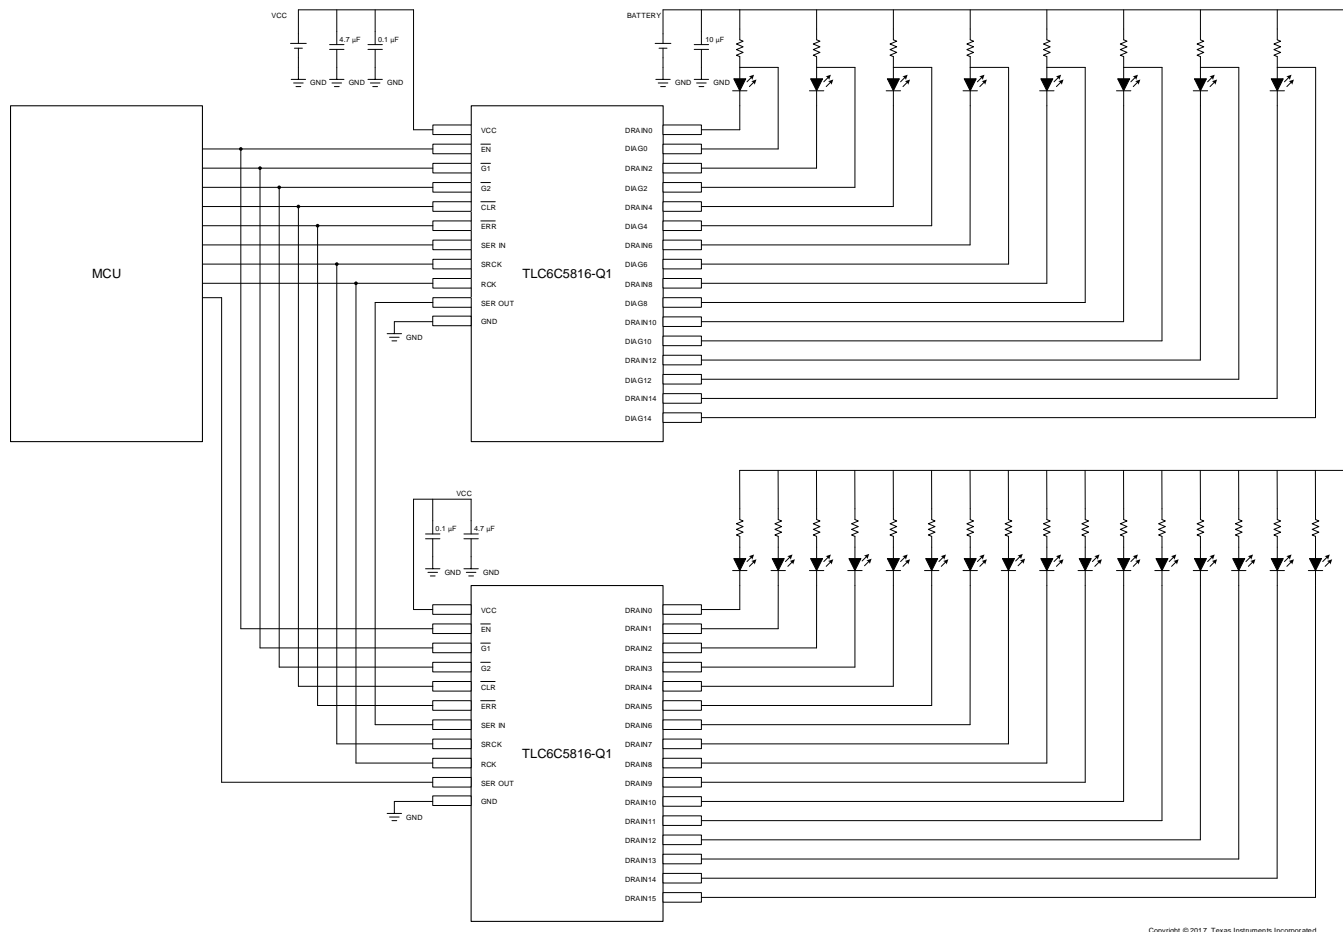 VCC
4.7 µF
0.1 µF
GND
GND
GND
BATTERY
10 µF
GND
GND
MCU
TLC6C5816-Q1
VCC
EN
G1
G2
CLR
ERR
SER IN
SRCK
RCK
SER OUT
GND
GND
DRAIN0
DIAG0
DRAIN2
DIAG2
DRAIN4
DIAG4
DRAIN6
DIAG6
DRAIN8
DIAG8
DRAIN10
DIAG10
DRAIN12
DIAG12
DRAIN14
DIAG14
VCC
0.1 µF
4.7 µF
GND
GND
TLC6C5816-Q1
VCC
EN
G1
G2
CLR
ERR
SER IN
SRCK
RCK
SER OUT
GND
GND
DRAIN0
DRAIN1
DRAIN2
DRAIN3
DRAIN4
DRAIN5
DRAIN6
DRAIN7
DRAIN8
DRAIN9
DRAIN10
DRAIN11
DRAIN12
DRAIN13
DRAIN14
DRAIN15
Copyright © 2017, Texas Instruments Incorporated